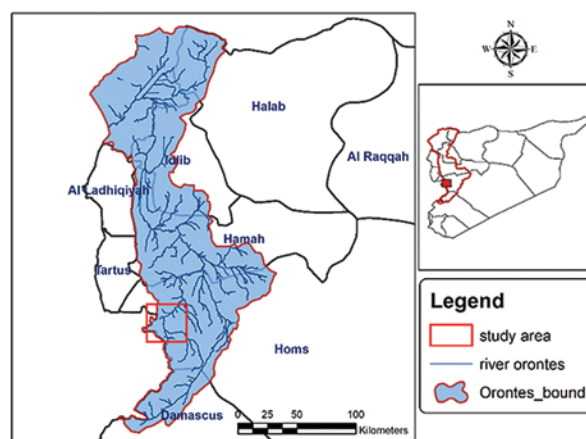 N
W
E
S
Halab
Al Raqqah
Idlib
Al Ladhiqiyah
Hamah
Tartus
Homs
Damascus
0 25 50 100
Kilometers
Legend
study area
river orontes
Orontes_bound